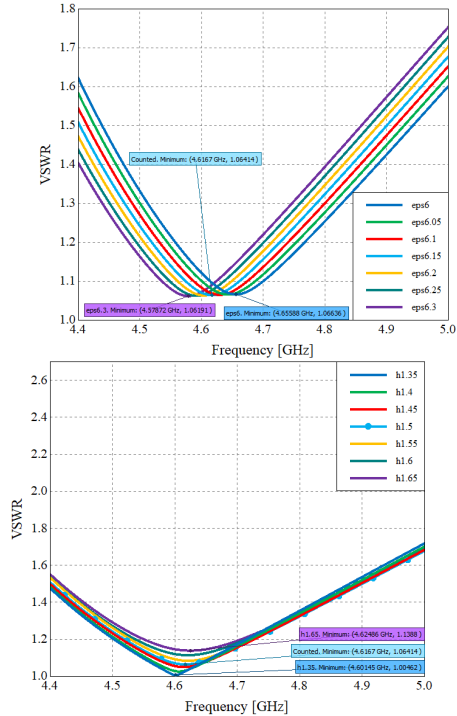 1.8
1.7
1.6
1.5
1.4
1.3
1.2
1.1
1.0
VSWR
Counted. Minimum: (4.6167 GHz, 1.06414 )
eps6
eps6.05
eps6.1
eps6.15
eps6.2
eps6.25
eps6.3
eps6.3. Minimum: (4.57872 GHz, 1.06191 )
eps6. Minimum: (4.65588 GHz, 1.06636 )
4.4 4.5 4.6 4.7 4.8 4.9 5.0
Frequency [GHz]
2.6
2.4
2.2
2.0
1.8
1.6
1.4
1.2
1.0
VSWR
h1.35
h1.4
h1.45
h1.5
h1.55
h1.6
h1.65
h1.65. Minimum: (4.62486 GHz, 1.1388 )
Counted. Minimum: (4.6167 GHz, 1.06414 )
h1.35. Minimum: (4.60145 GHz, 1.00462 )
4.4 4.5 4.6 4.7 4.8 4.9 5.0
Frequency [GHz]